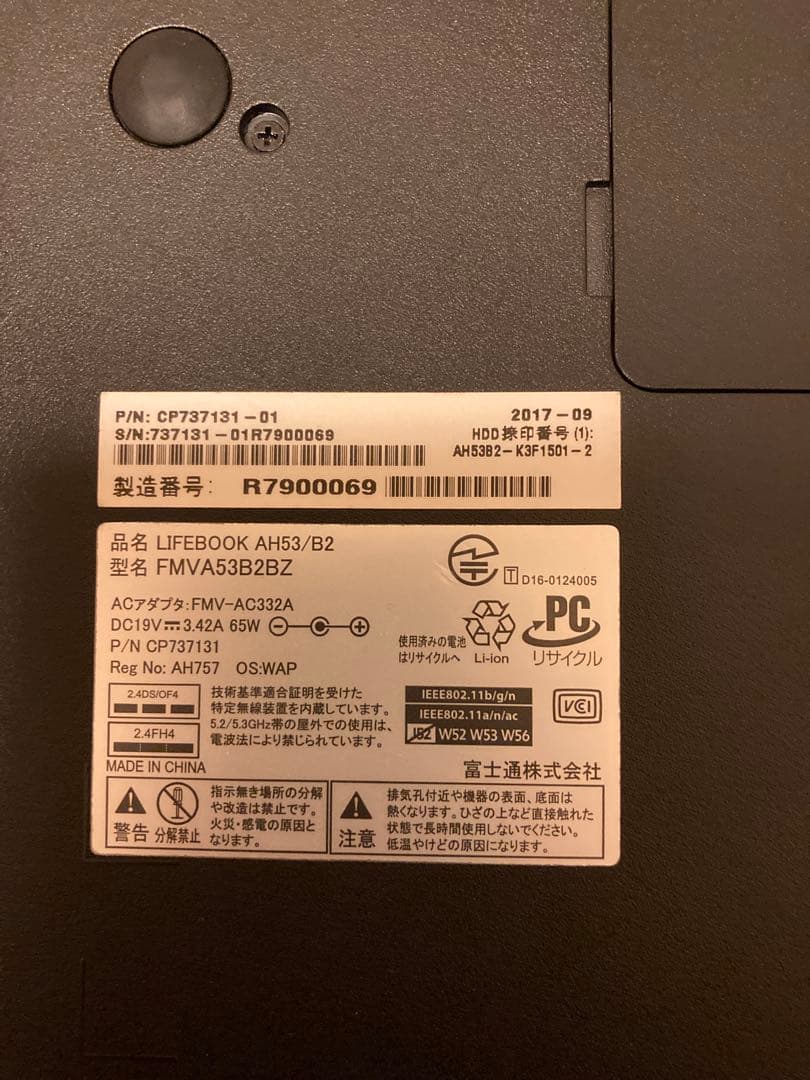 P/N: CP737131-01
2017-09
S/N:737131-01R7900069
HDD捺印番号(1):
AH53B2-K3F1501-2
製造番号: R7900069
品名 LIFEBOOK AH53/B2
型名 FMVA53B2BZ
T D16-0124005
ACアダプタ:FMV-AC332A
DC19V 3.42A 65W
P/N CP737131
Reg No: AH757 OS:WAP
使用済みの電池
はリサイクルへ
Li-ion
PC
リサイクル
2.4DS/OF4
2.4FH4
技術基準適合証明を受けた
特定無線装置を内蔵しています。
5.2/5.3GHz帯の屋外での使用は、
電波法により禁じられています。
IEEE802.11b/g/n
IEEE802.11a/n/ac
J52 W52 W53 W56
VCI
MADE IN CHINA
富士通株式会社
警告 分解禁止
指示無き場所の分解
や改造は禁止です。
火災・感電の原因と
なります。
注意
排気孔付近や機器の表面、底面は
熱くなります。ひざの上など直接触れた
状態で長時間使用しないでください。
低温やけどの原因になります。